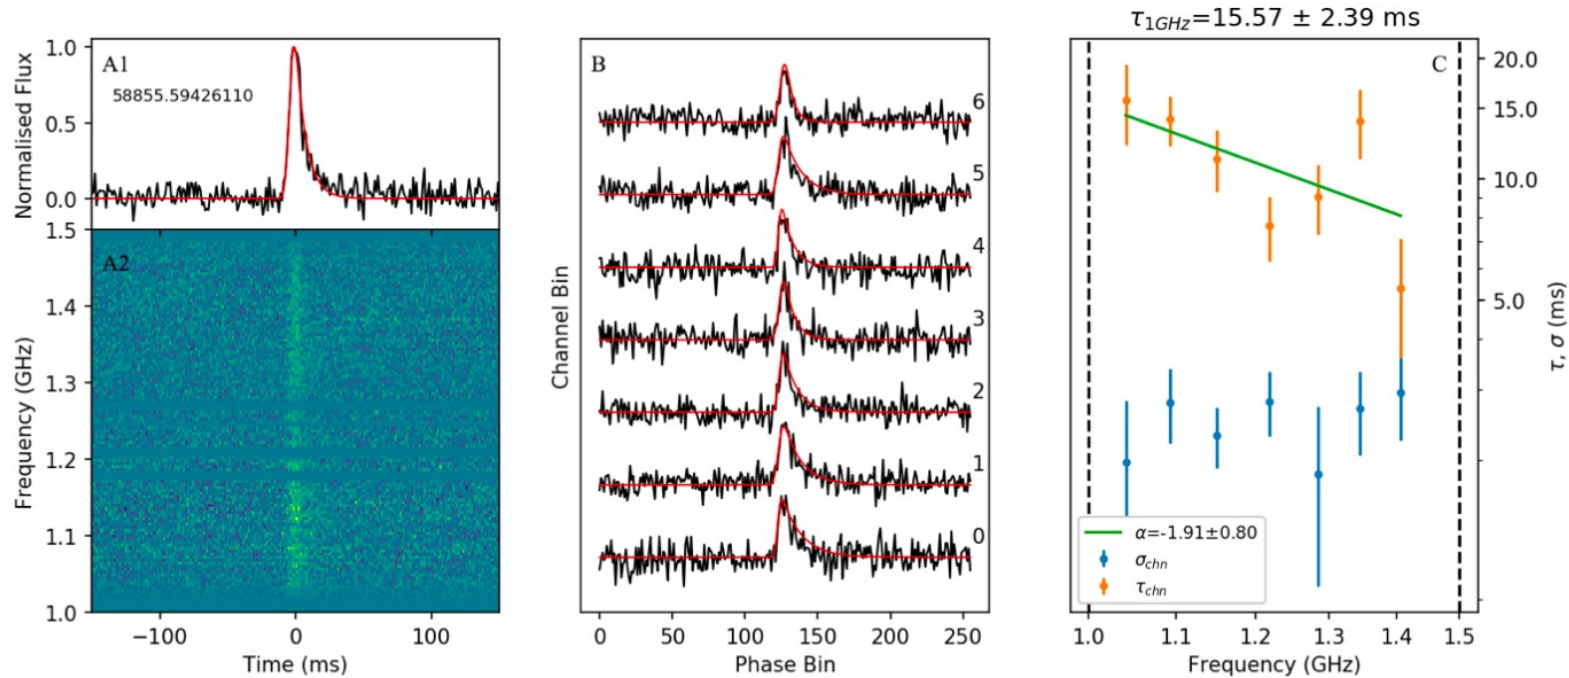 τ1GHz=15.57 ± 2.39 ms
A1
58855.59426110
Normalised Flux
1.0
0.5
0.0
A2
Frequency (GHz)
1.5
1.4
1.3
1.2
1.1
1.0
−100
0
100
Time (ms)
B
Channel Bin
6
5
4
3
2
1
0
0
50
100
150
200
250
Phase Bin
C
20.0
15.0
10.0
5.0
τ, σ (ms)
α=-1.91±0.80
σchn
τchn
1.0
1.1
1.2
1.3
1.4
1.5
Frequency (GHz)